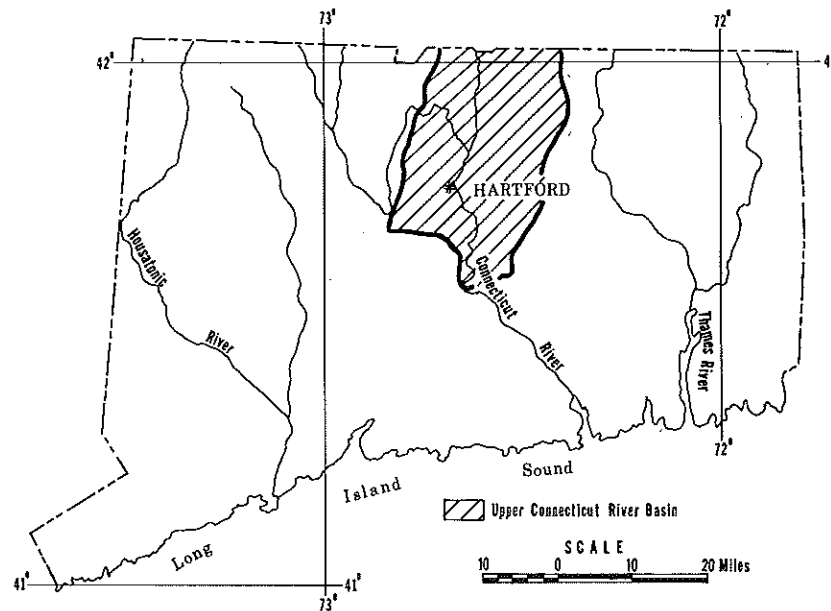 73°
72°
42°
4
HARTFORD
Housatonic
River
Connecticut
River
Thames River
72°
Sound
Island
Long
Upper Connecticut River Basin
SCALE
10 0 10 20 Miles
41°
41°
73°